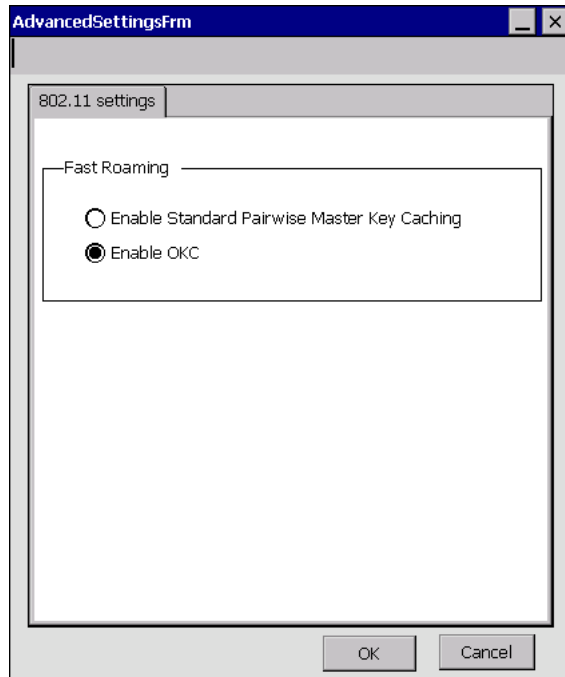 AdvancedSettingsFrm
802.11 settings
Fast Roaming
Enable Standard Pairwise Master Key Caching
Enable OKC
OK
Cancel